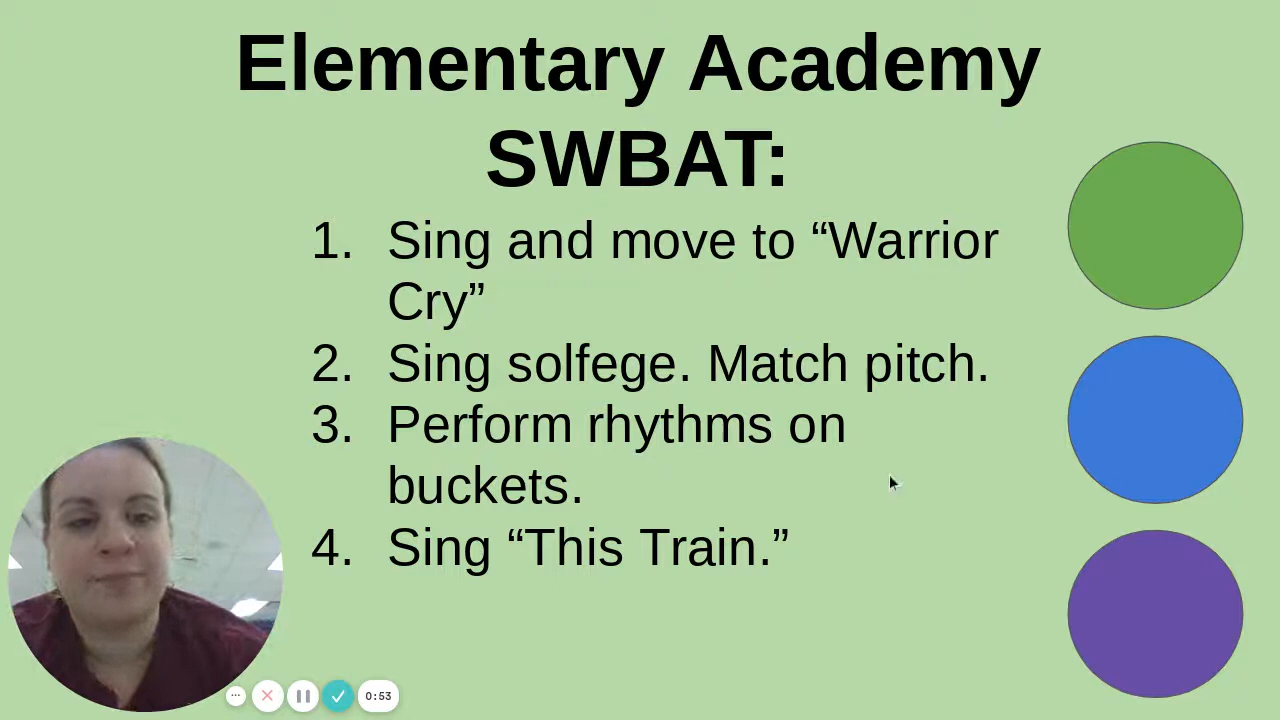 Elementary Academy
SWBAT:
1. Sing and move to “Warrior
Cry”
2. Sing solfege. Match pitch.
3. Perform rhythms on
buckets.
4. Sing “This Train.”
0:53